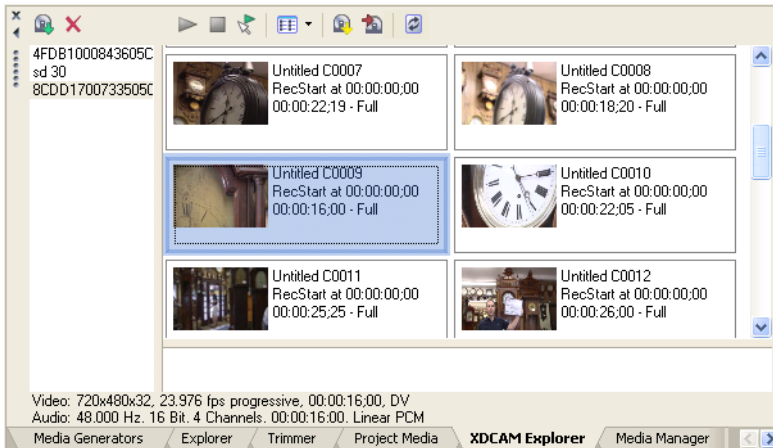 4FDB1000843605C
sd 30
8CDD1700733505C
Untitled C0007
RecStart at 00:00:00;00
00:00:22;19 - Full
Untitled C0008
RecStart at 00:00:00;00
00:00:18;20 - Full
Untitled C0009
RecStart at 00:00:00;00
00:00:16;00 - Full
Untitled C0010
RecStart at 00:00:00;00
00:00:22;05 - Full
Untitled C0011
RecStart at 00:00:00;00
00:00:25;25 - Full
Untitled C0012
RecStart at 00:00:00;00
00:00:26;00 - Full
Video: 720x480x32, 23.976 fps progressive, 00:00:16;00, DV
Audio: 48.000 Hz. 16 Bit. 4 Channels. 00:00:16:00. Linear PCM
Media Generators
Explorer
Trimmer
Project Media
XDCAM Explorer
Media Manager